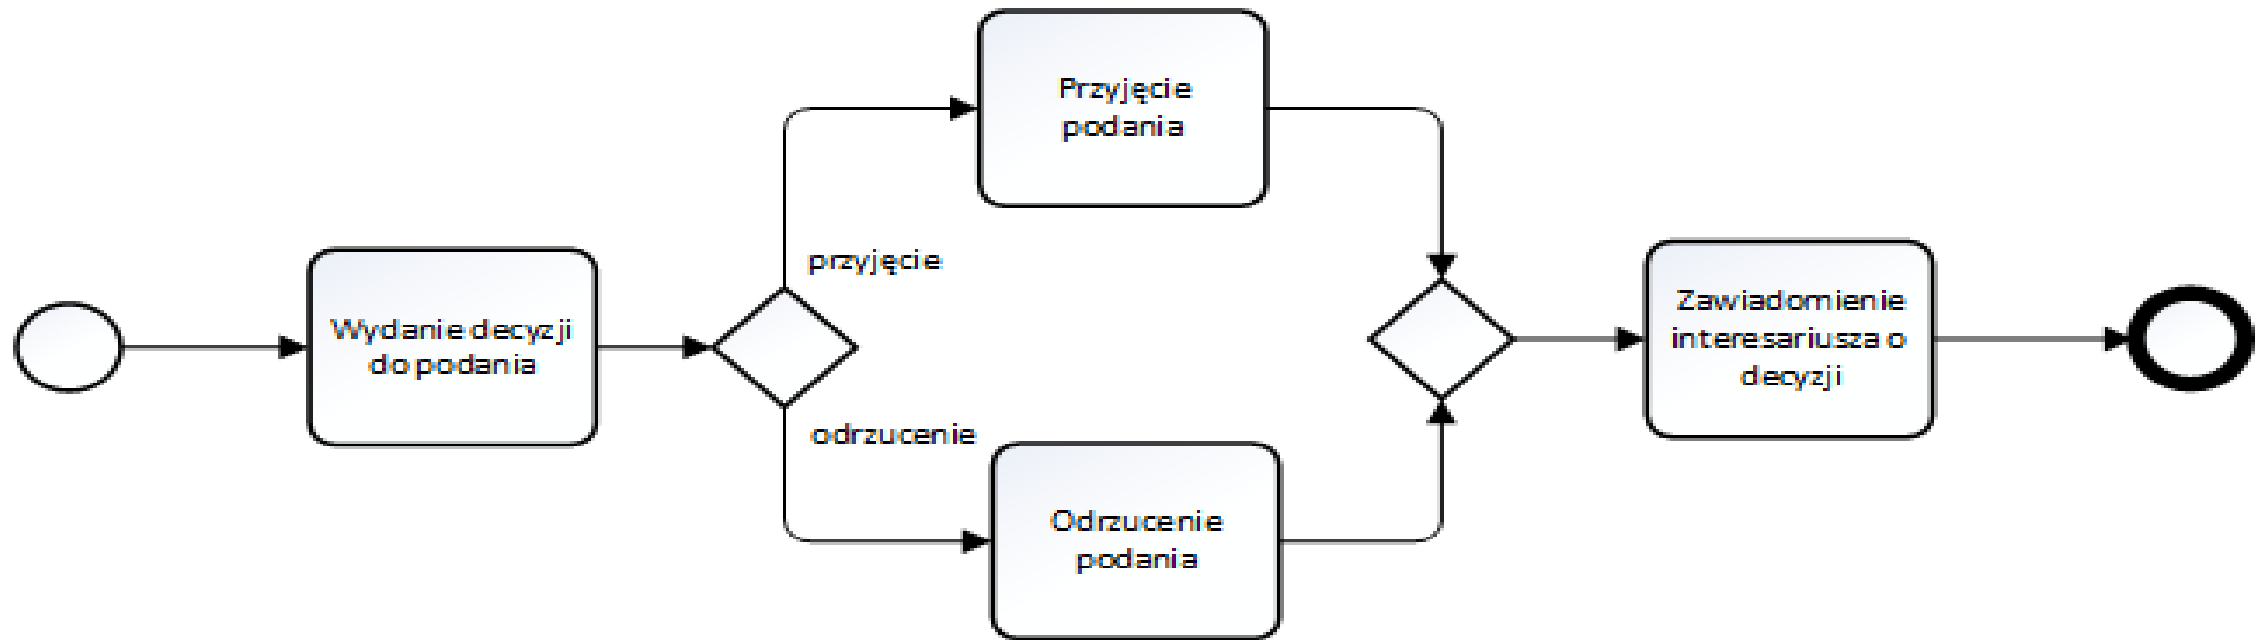 Przyjęcie
podania
przyjęcie
Wydanie decyzji
do podania
Zawiadomienie
interesariusza o
decyzji
odrzucenie
Odrzucenie
podania